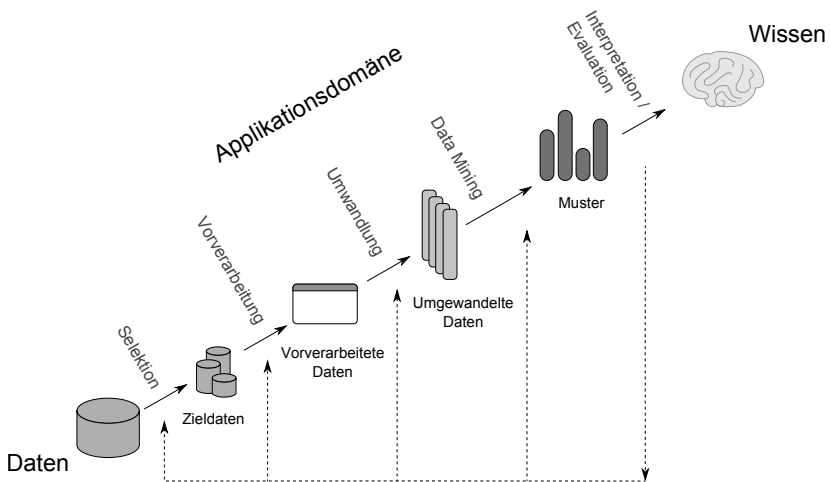 Wissen
Interpretation /
Evaluation
Applikationsdomäne
Data Mining
Muster
Umwandlung
Umgewandelte
Daten
Vorverarbeitung
Vorverarbeitete
Daten
Selektion
Zieldaten
Daten